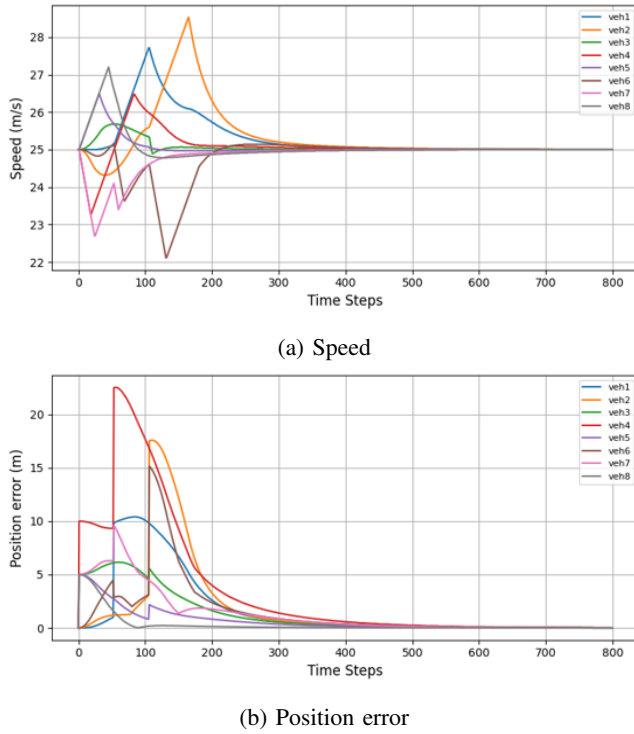 28
27
26
25
24
23
22
Speed (m/s)
veh1
veh2
veh3
veh4
veh5
veh6
veh7
veh8
0 100 200 300 400 500 600 700 800
Time Steps
(a) Speed
20
15
10
5
0
Position error (m)
veh1
veh2
veh3
veh4
veh5
veh6
veh7
veh8
0 100 200 300 400 500 600 700 800
Time Steps
(b) Position error